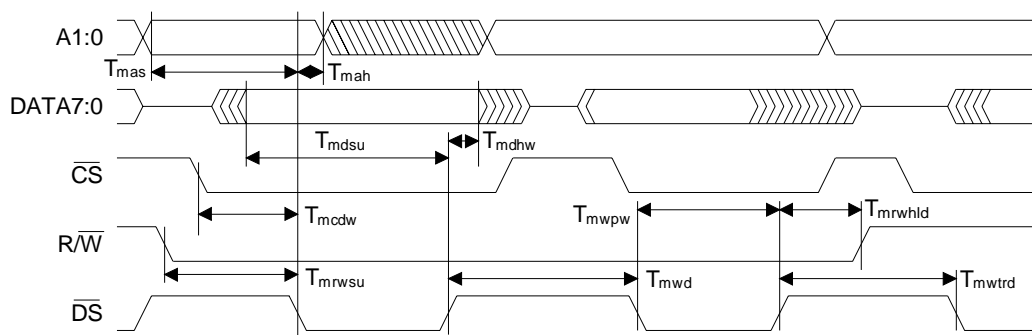 A1:0
Tmas
Tmah
DATA7:0
Tmdsu
Tmdhw
CS
Tmcdw
Tmwpw
Tmrwhld
R/W
Tmrwsu
Tmwd
Tmwtrd
DS